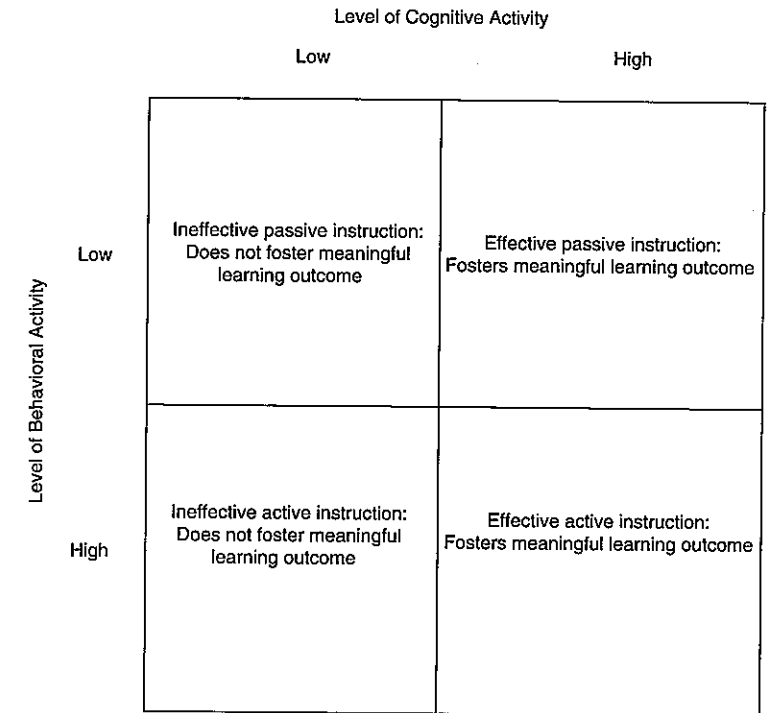 Level of Cognitive Activity
Low
High
Level of Behavioral Activity
Low
Ineffective passive instruction:
Does not foster meaningful
learning outcome
Effective passive instruction:
Fosters meaningful learning outcome
High
Ineffective active instruction:
Does not foster meaningful
learning outcome
Effective active instruction:
Fosters meaningful learning outcome